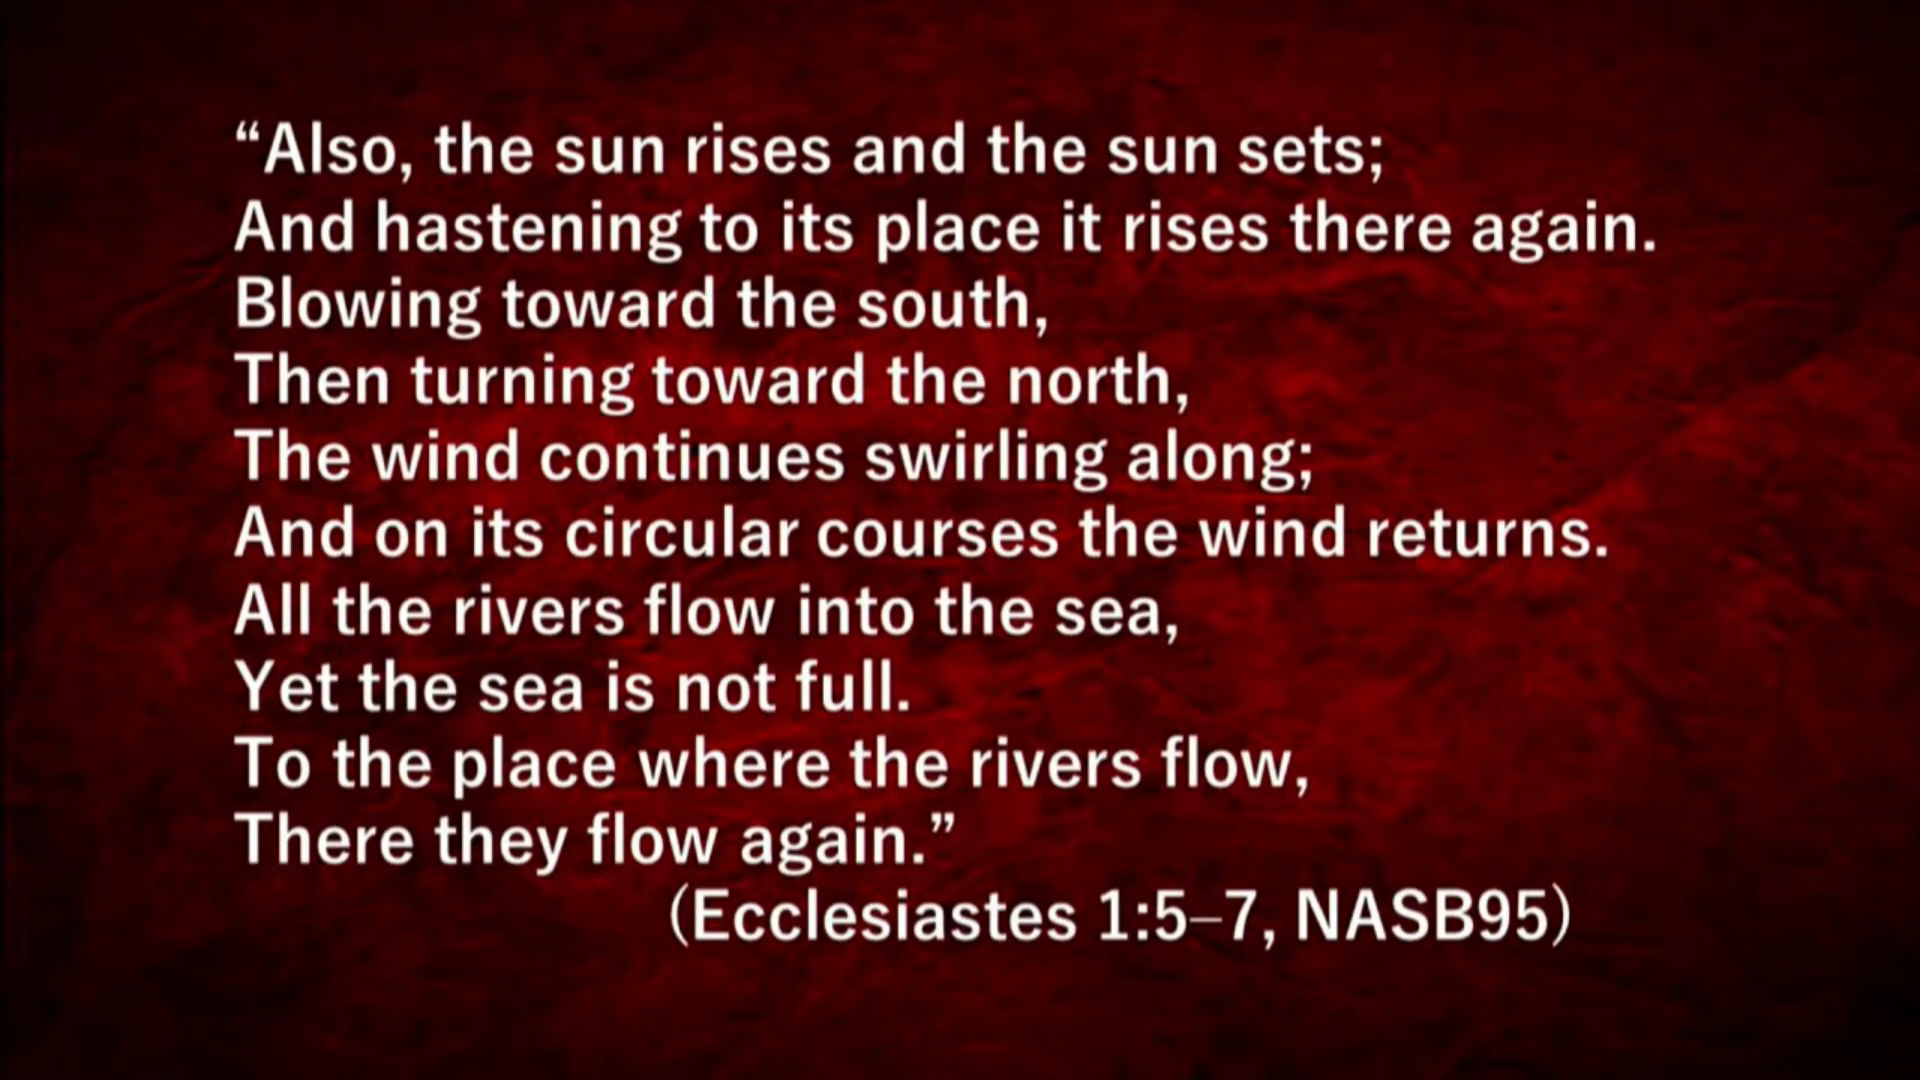 “Also, the sun rises and the sun sets;
And hastening to its place it rises there again.
Blowing toward the south,
Then turning toward the north,
The wind continues swirling along;
And on its circular courses the wind returns.
All the rivers flow into the sea,
Yet the sea is not full.
To the place where the rivers flow,
There they flow again.”
(Ecclesiastes 1:5–7, NASB95)